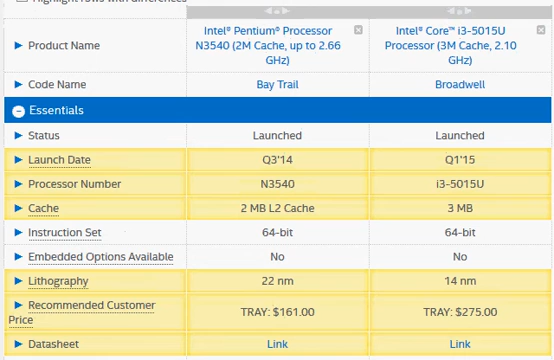 Highlight rows with differences
Product Name
Intel® Pentium® Processor
N3540 (2M Cache, up to 2.66
GHz)
Intel® Core™ i3-5015U
Processor (3M Cache, 2.10
GHz)
Code Name Bay Trail Broadwell
Essentials
Status Launched Launched
Launch Date Q3'14 Q1'15
Processor Number N3540 i3-5015U
Cache 2 MB L2 Cache 3 MB
Instruction Set 64-bit 64-bit
Embedded Options Available No No
Lithography 22 nm 14 nm
Recommended Customer
Price TRAY: $161.00 TRAY: $275.00
Datasheet Link Link